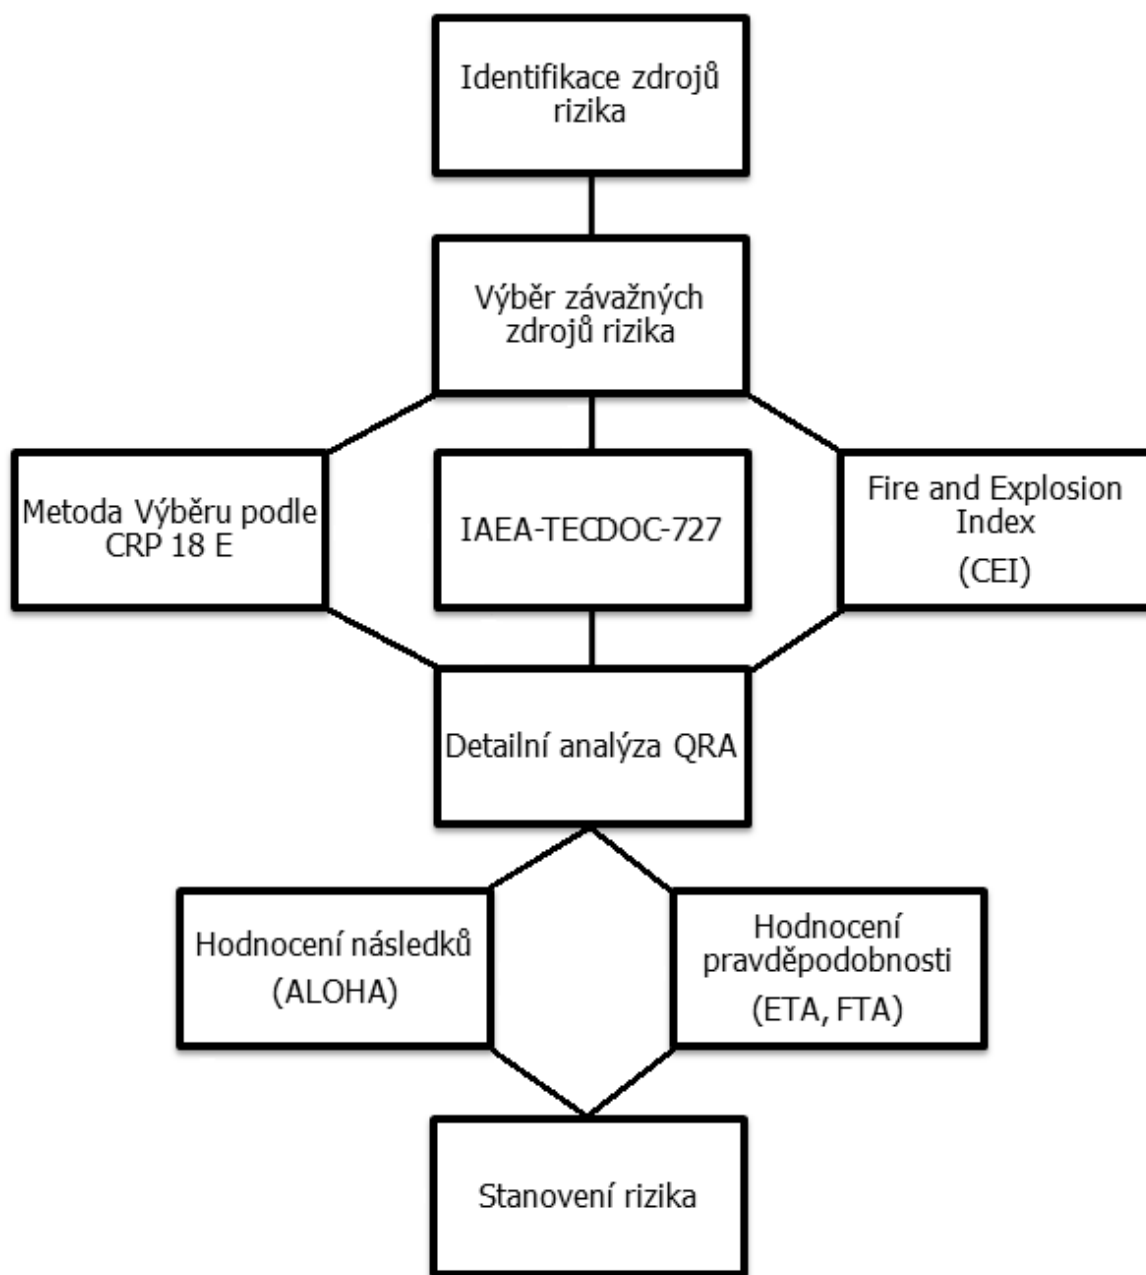 Identifikace zdrojů
rizika
Výběr závažných
zdrojů rizika
Metoda Výběru podle
CRP 18 E
IAEA-TECDOC-727
Fire and Explosion
Index
(CEI)
Detailní analýza QRA
Hodnocení následků
(ALOHA)
Hodnocení
pravděpodobnosti
(ETA, FTA)
Stanovení rizika